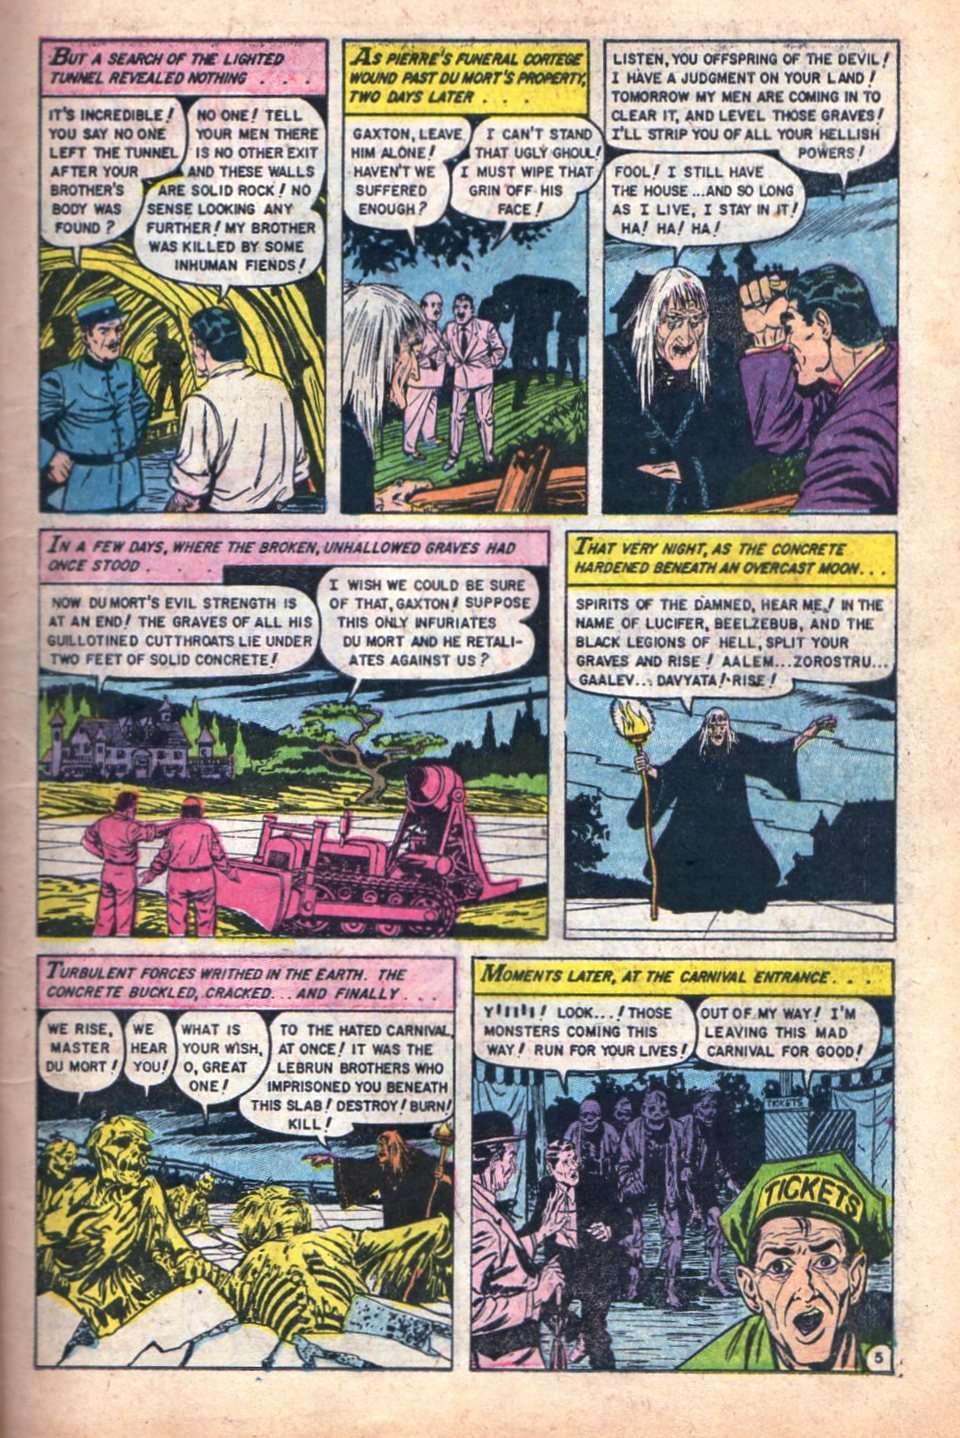 BUT A SEARCH OF THE LIGHTED
TUNNEL REVEALED NOTHING . . . .
IT'S INCREDIBLE!
YOU SAY NO ONE
LEFT THE TUNNEL
AFTER YOUR
BROTHER'S
BODY WAS
FOUND?
NO ONE! TELL
YOUR MEN THERE
IS NO OTHER EXIT
AND THESE WALLS
ARE SOLID ROCK! NO
SENSE LOOKING ANY
FURTHER! MY BROTHER
WAS KILLED BY SOME
INHUMAN FIENDS!
AS PIERRE'S FUNERAL CORTEGE
WOUND PAST DU MORT'S PROPERTY,
TWO DAYS LATER . . .
GAXTON, LEAVE
HIM ALONE!
HAVEN'T WE
SUFFERED
ENOUGH?
I CAN'T STAND
THAT UGLY GHOUL!
I MUST WIPE THAT
GRIN OFF HIS
FACE!
LISTEN, YOU OFFSPRING OF THE DEVIL!
I HAVE A JUDGMENT ON YOUR LAND!
TOMORROW MY MEN ARE COMING IN TO
CLEAR IT, AND LEVEL THOSE GRAVES!
I'LL STRIP YOU OF ALL YOUR HELLISH
POWERS!
FOOL! I STILL HAVE
THE HOUSE...AND SO LONG
AS I LIVE, I STAY IN IT!
HA! HA! HA!
IN A FEW DAYS, WHERE THE BROKEN, UNHALLOWED GRAVES HAD
ONCE STOOD . . . .
NOW DU MORT'S EVIL STRENGTH IS
AT AN END! THE GRAVES OF ALL HIS
GUILLOTINED CUTTHROATS LIE UNDER
TWO FEET OF SOLID CONCRETE!
I WISH WE COULD BE SURE
OF THAT, GAXTON! SUPPOSE
THIS ONLY INFURIATES
DU MORT AND HE RETALI-
ATES AGAINST US?
THAT VERY NIGHT, AS THE CONCRETE
HARDENED BENEATH AN OVERCAST MOON...
SPIRITS OF THE DAMNED, HEAR ME! IN THE
NAME OF LUCIFER, BEELZEBUB, AND THE
BLACK LEGIONS OF HELL, SPLIT YOUR
GRAVES AND RISE! AALEM...ZOROSTRU...
GAALEV... DAVYATA! RISE!
TURBULENT FORCES WRITHED IN THE EARTH. THE
CONCRETE BUCKLED, CRACKED...AND FINALLY . . .
WE RISE,
MASTER
DU MORT!
WE
HEAR
YOU!
WHAT IS
YOUR WISH,
O, GREAT
ONE!
TO THE HATED CARNIVAL,
AT ONCE! IT WAS THE
LEBRUN BROTHERS WHO
IMPRISONED YOU BENEATH
THIS SLAB! DESTROY! BURN!
KILL!
MOMENTS LATER, AT THE CARNIVAL ENTRANCE. . .
YIIIII! LOOK...! THOSE
MONSTERS COMING THIS
WAY! RUN FOR YOUR LIVES!
OUT OF MY WAY! I'M
LEAVING THIS MAD
CARNIVAL FOR GOOD!
TICKETS
TICKETS
5